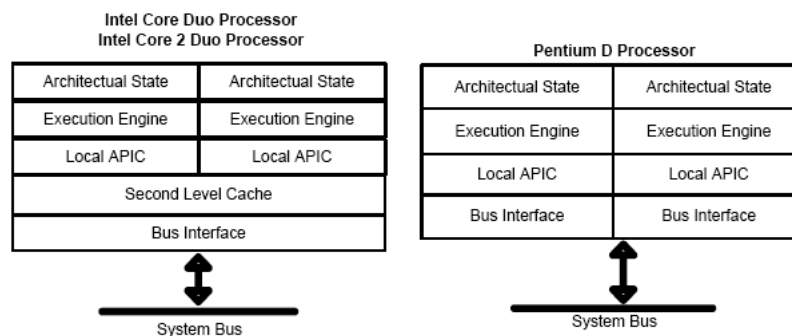 Intel Core Duo Processor
Intel Core 2 Duo Processor
Architectual State Architectual State
Execution Engine Execution Engine
Local APIC Local APIC
Second Level Cache
Bus Interface
System Bus
Pentium D Processor
Architectual State Architectual State
Execution Engine Execution Engine
Local APIC Local APIC
Bus Interface Bus Interface
System Bus